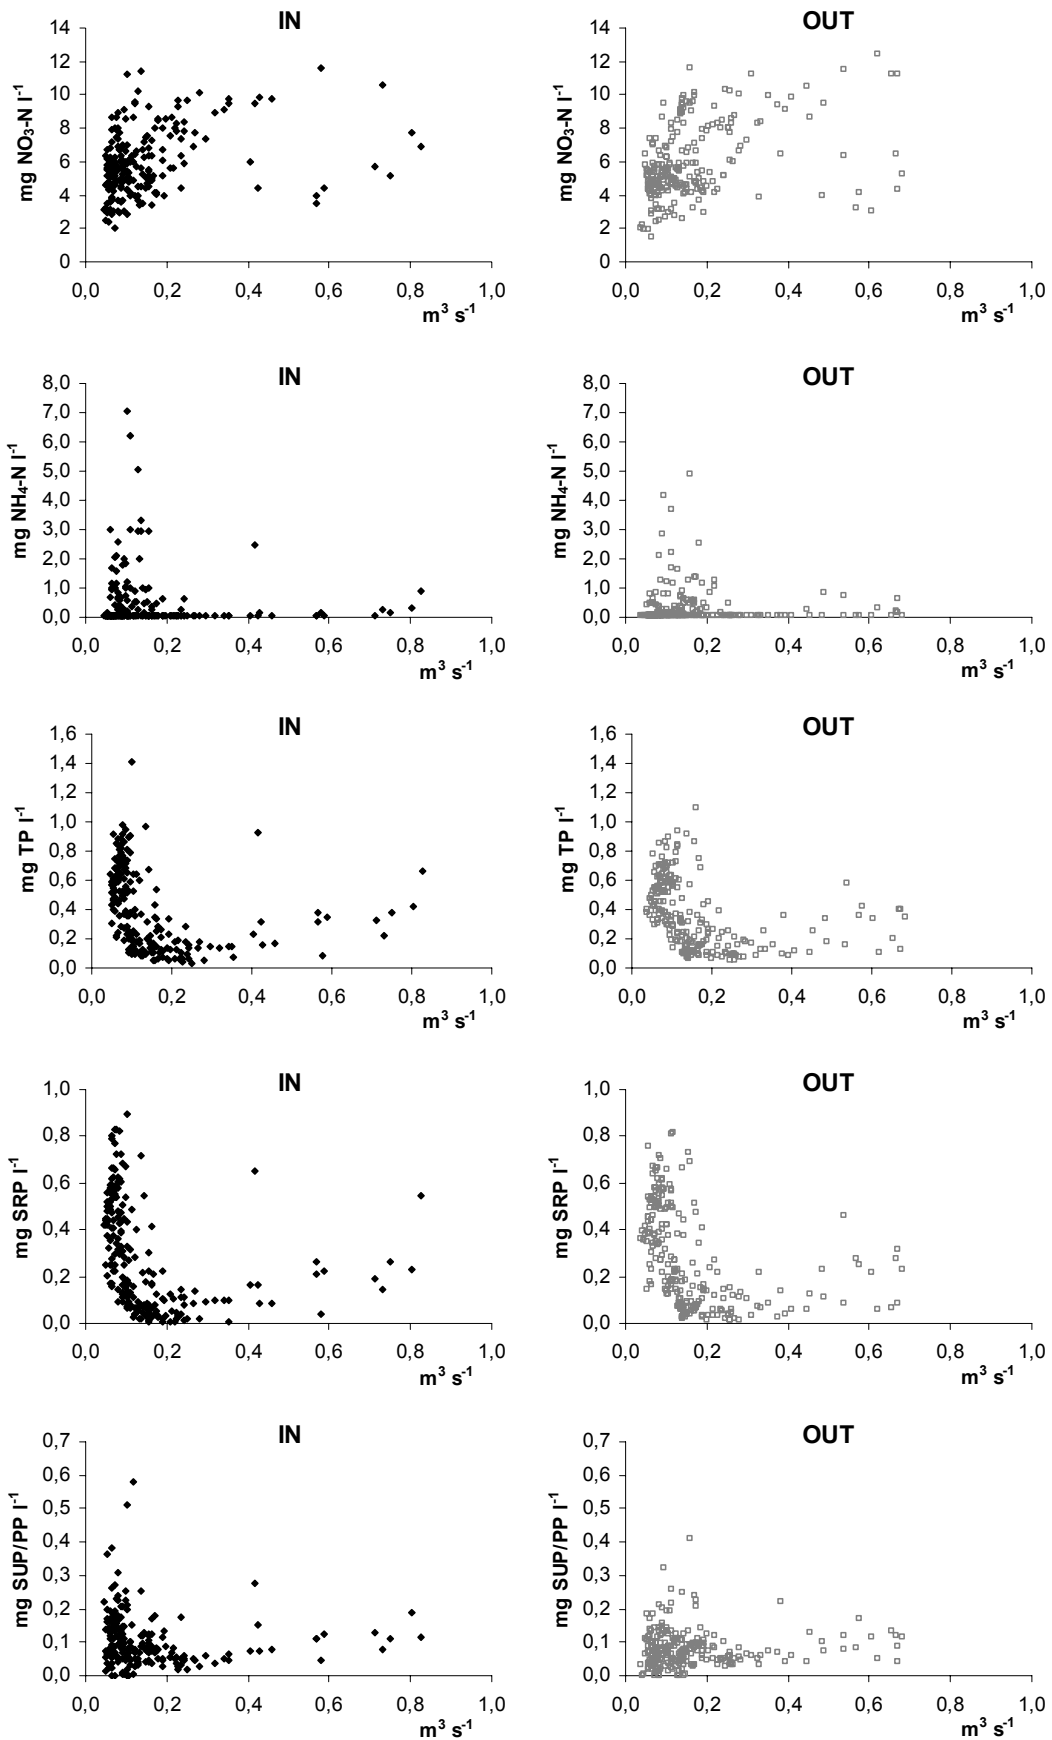 IN OUT
14 14
12 12
10 10
8 8
6 6
4 4
2 2
0 0
mg NO₃-N l⁻¹ mg NO₃-N l⁻¹
0,0 0,2 0,4 0,6 0,8 1,0 0,0 0,2 0,4 0,6 0,8 1,0
m³ s⁻¹ m³ s⁻¹
IN OUT
8,0 8,0
7,0 7,0
6,0 6,0
5,0 5,0
4,0 4,0
3,0 3,0
2,0 2,0
1,0 1,0
0,0 0,0
mg NH₄-N l⁻¹ mg NH₄-N l⁻¹
0,0 0,2 0,4 0,6 0,8 1,0 0,0 0,2 0,4 0,6 0,8 1,0
m³ s⁻¹ m³ s⁻¹
IN OUT
1,6 1,6
1,4 1,4
1,2 1,2
1,0 1,0
0,8 0,8
0,6 0,6
0,4 0,4
0,2 0,2
0,0 0,0
mg TP l⁻¹ mg TP l⁻¹
0,0 0,2 0,4 0,6 0,8 1,0 0,0 0,2 0,4 0,6 0,8 1,0
m³ s⁻¹ m³ s⁻¹
IN OUT
1,0 1,0
0,8 0,8
0,6 0,6
0,4 0,4
0,2 0,2
0,0 0,0
mg SRP l⁻¹ mg SRP l⁻¹
0,0 0,2 0,4 0,6 0,8 1,0 0,0 0,2 0,4 0,6 0,8 1,0
m³ s⁻¹ m³ s⁻¹
IN OUT
0,7 0,7
0,6 0,6
0,5 0,5
0,4 0,4
0,3 0,3
0,2 0,2
0,1 0,1
0,0 0,0
mg SUP/PP l⁻¹ mg SUP/PP l⁻¹
0,0 0,2 0,4 0,6 0,8 1,0 0,0 0,2 0,4 0,6 0,8 1,0
m³ s⁻¹ m³ s⁻¹